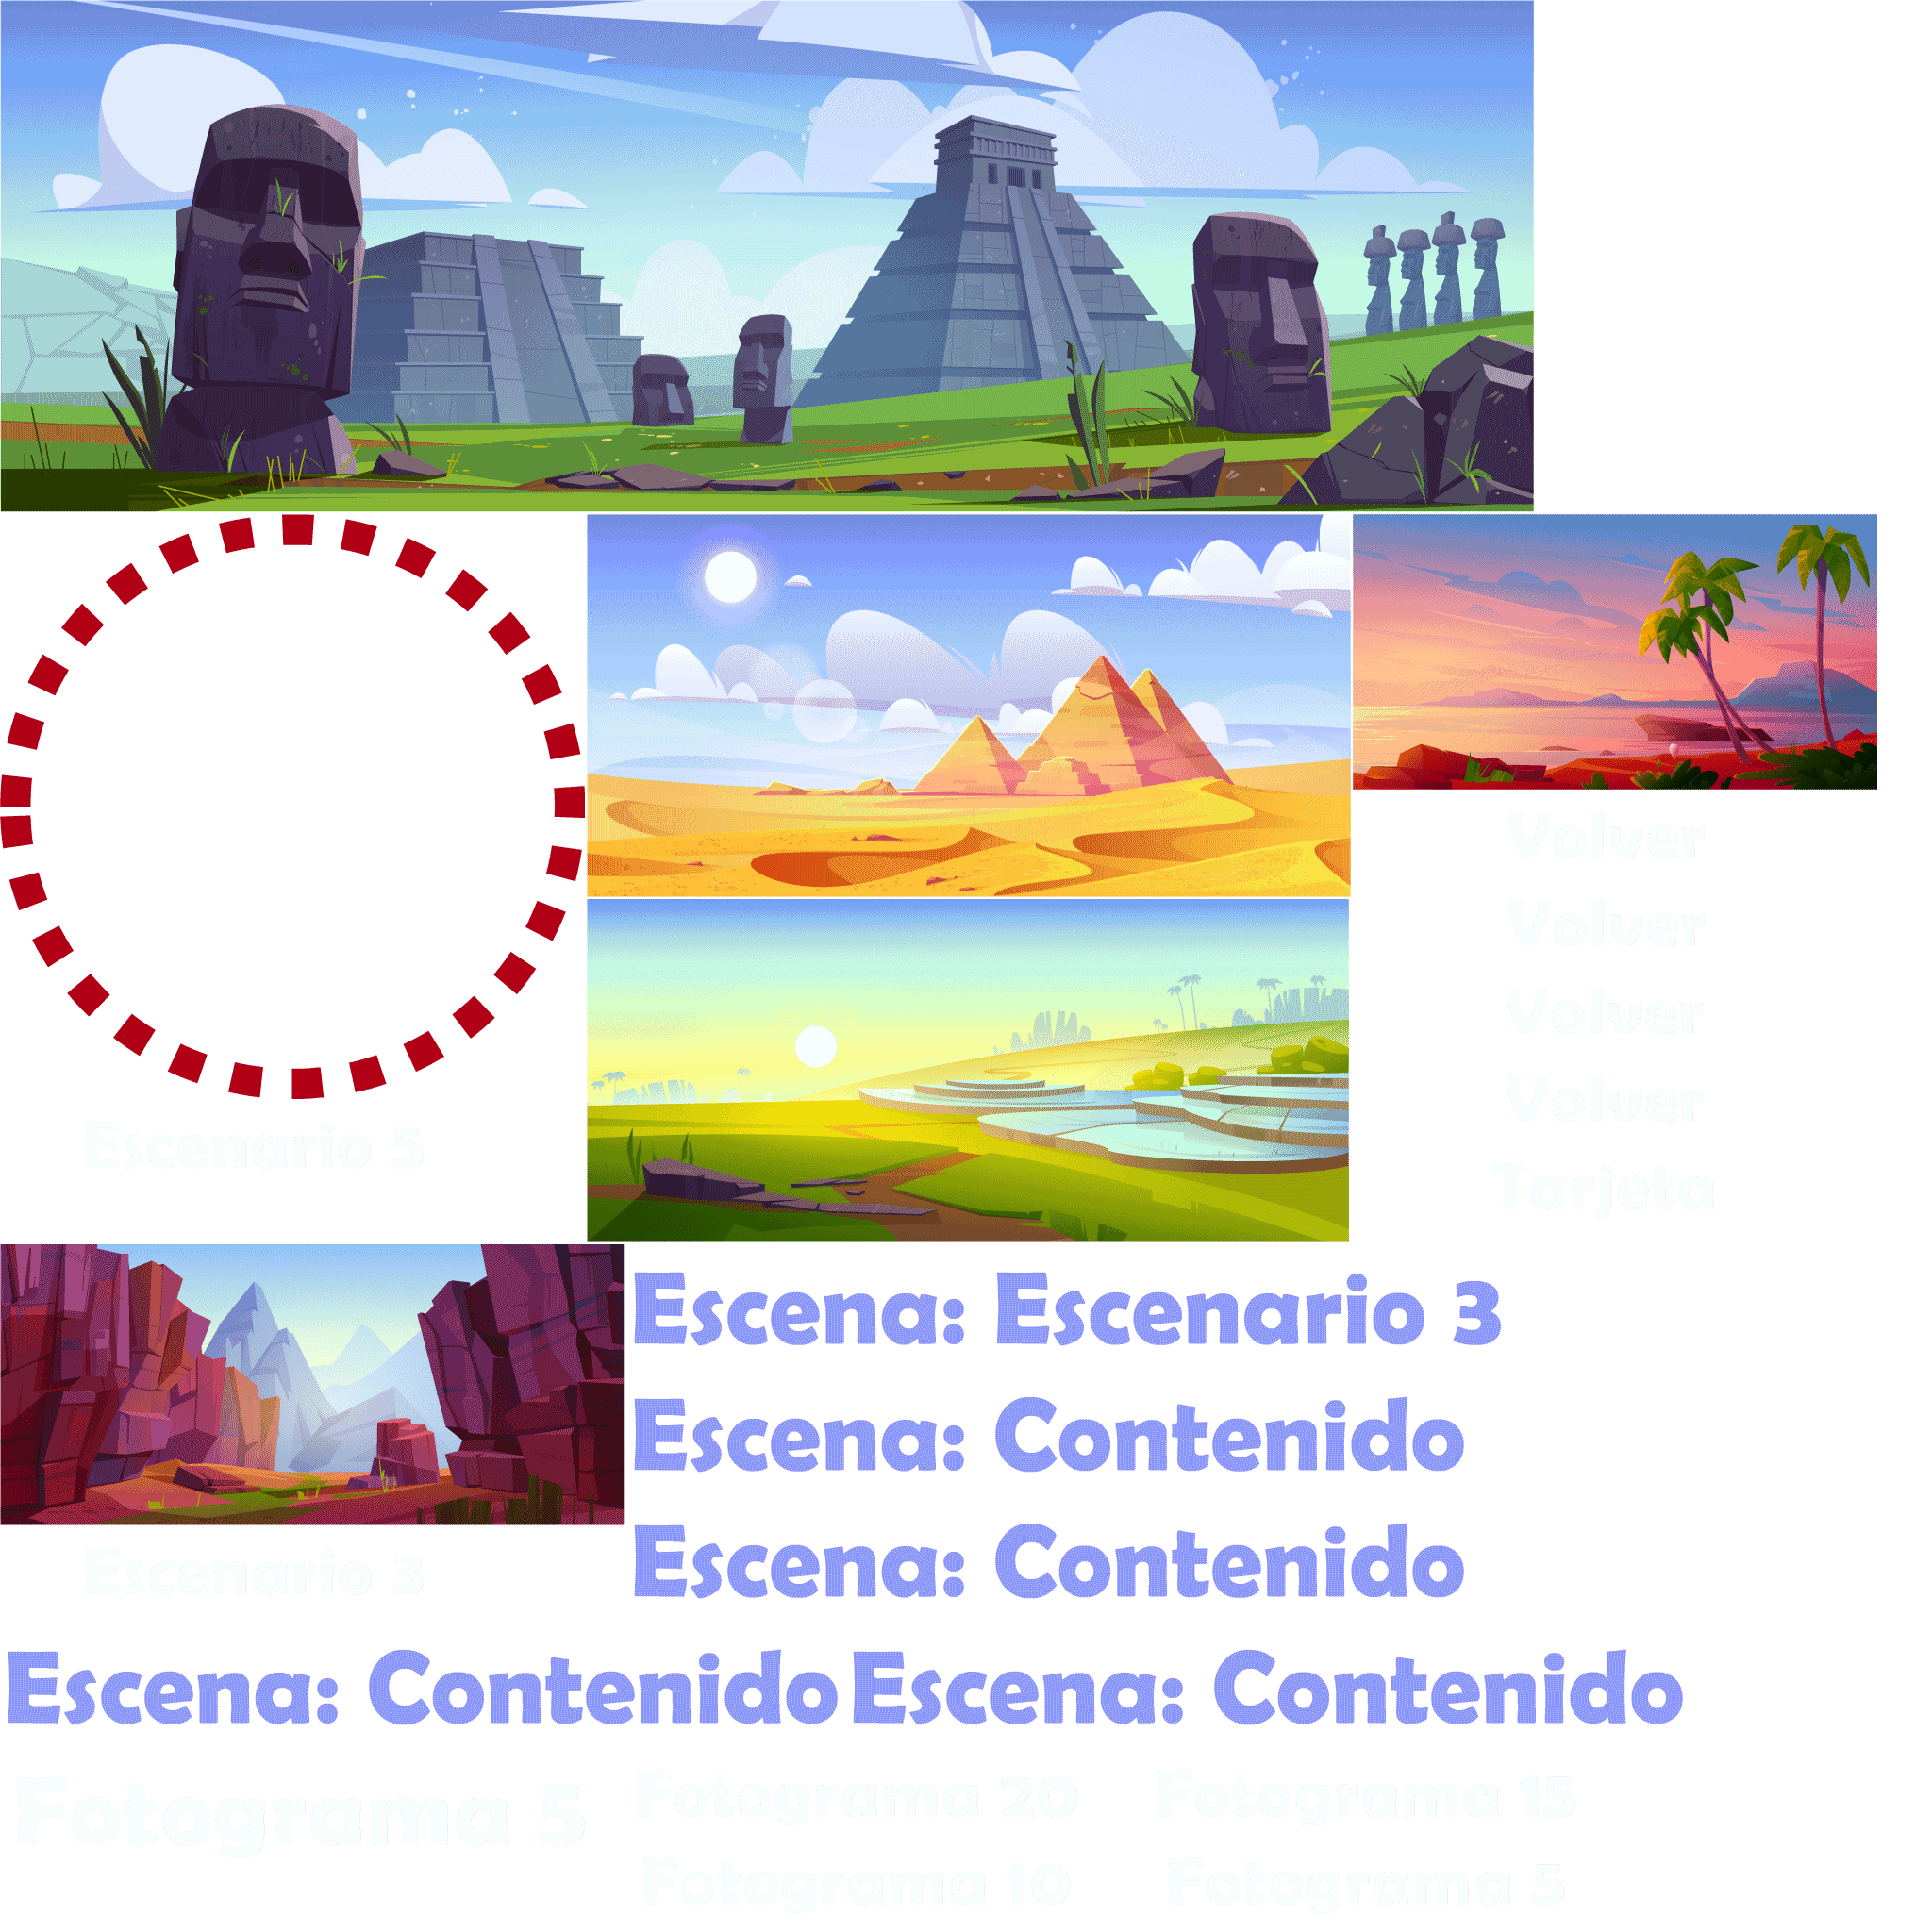 Volver
Volver
Volver
Volver
Escenario 5
Tarjeta
Escena: Escenario 3
Escena: Contenido
Escena: Contenido
Escenario 3
Escena: Contenido Escena: Contenido
Fotograma 5 Fotograma 20 Fotograma 15
Fotograma 10 Fotograma 5